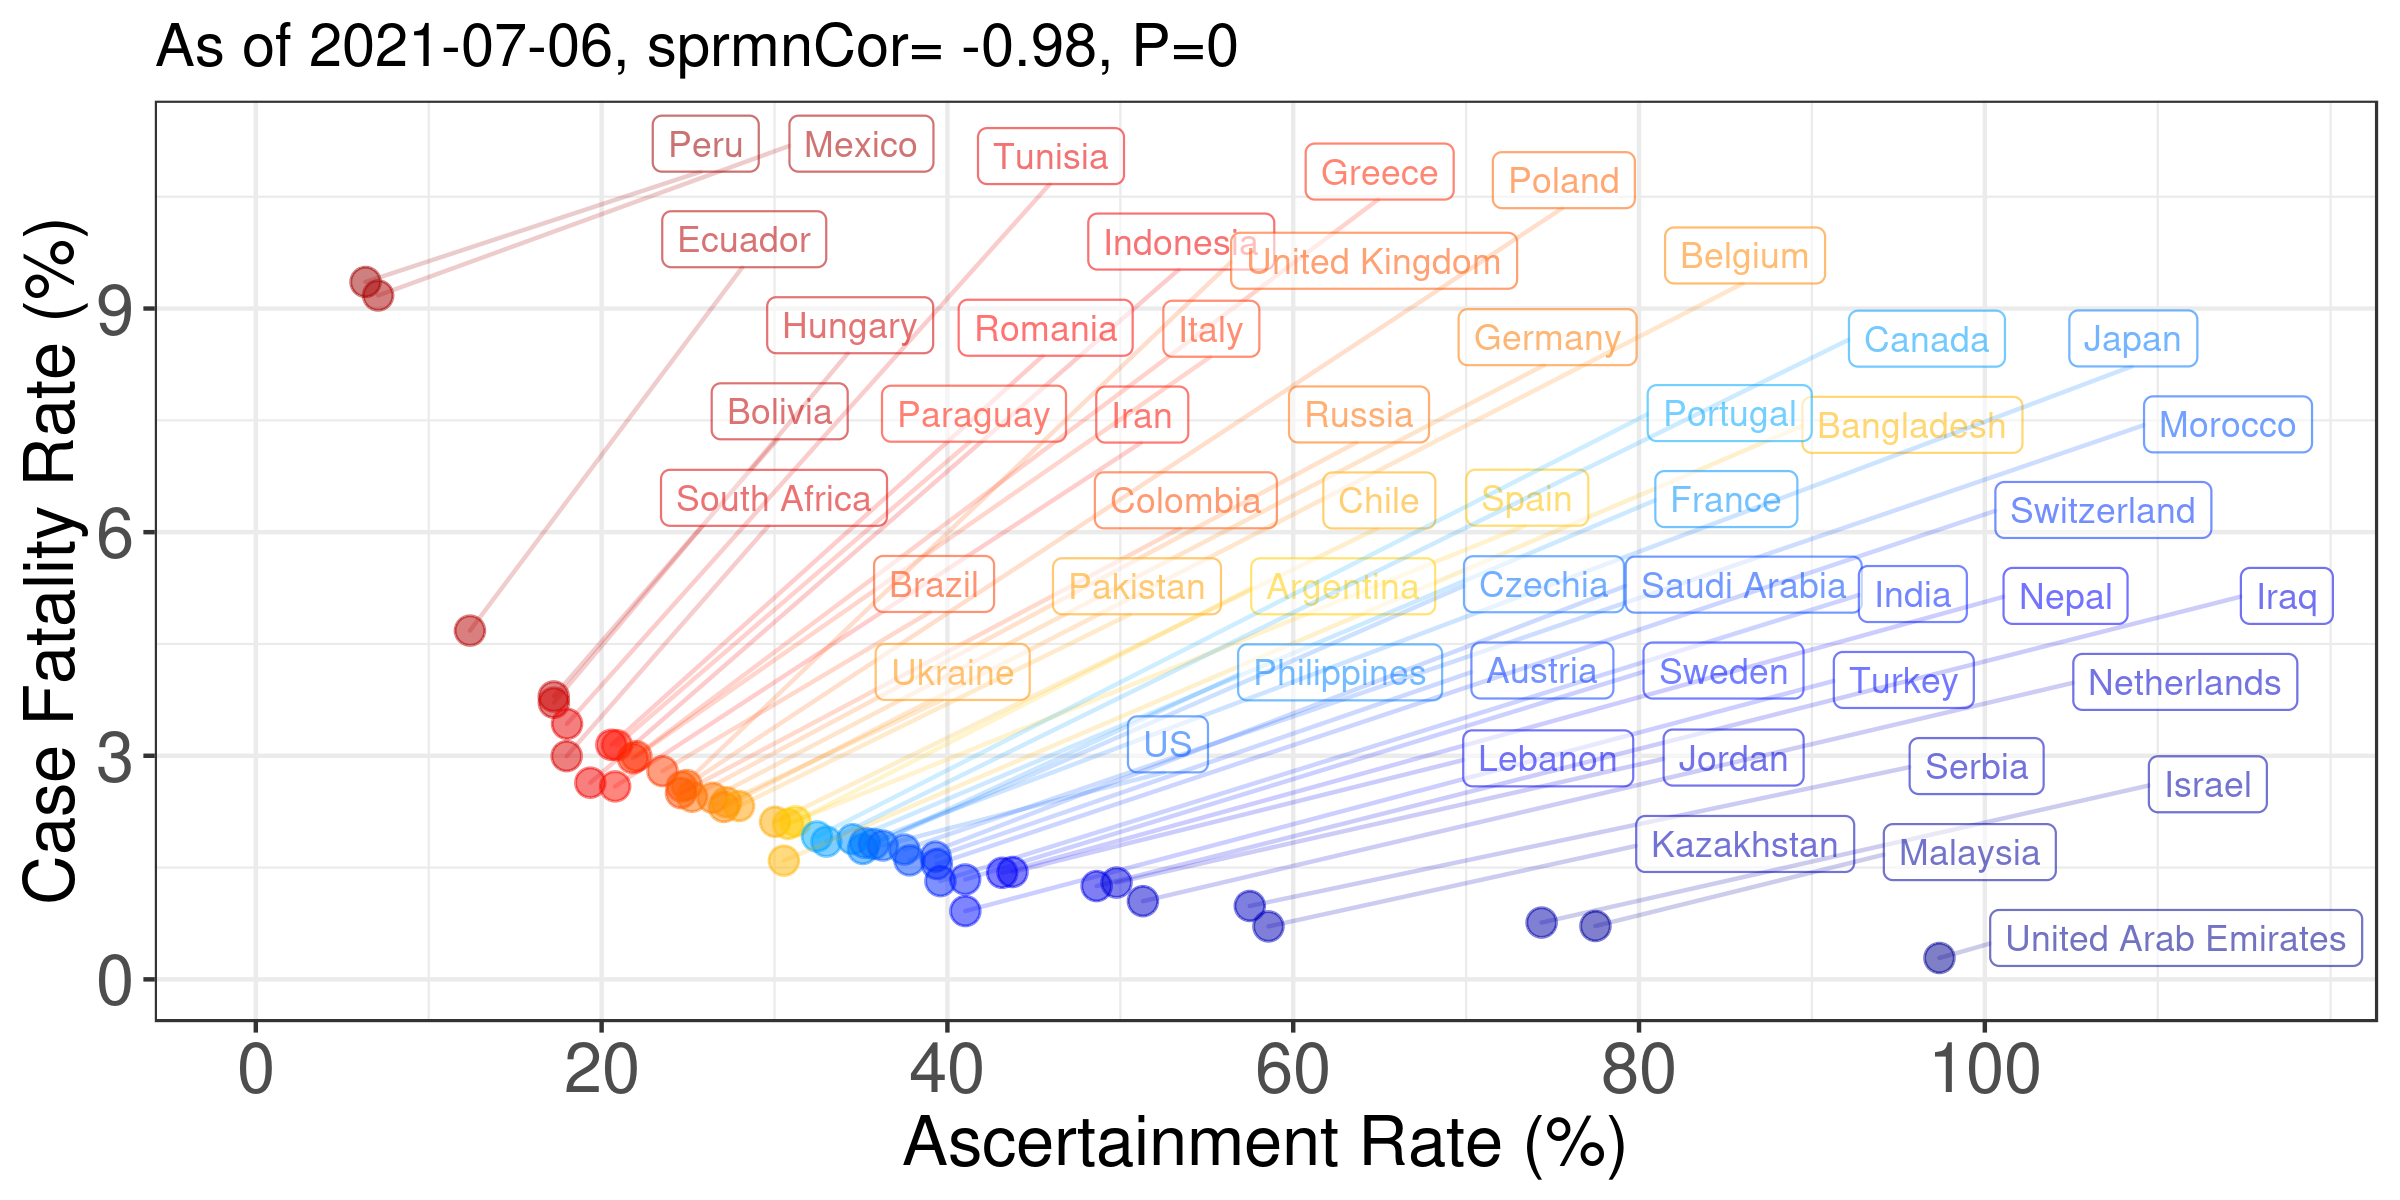 As of 2021-07-06, sprmnCor= -0.98, P=0
Peru
Mexico
Tunisia
Greece
Poland
Ecuador
Indonesia
United Kingdom
Belgium
Hungary
Romania
Italy
Germany
Canada
Japan
Bolivia
Paraguay
Iran
Russia
Portugal
Bangladesh
Morocco
South Africa
Colombia
Chile
Spain
France
Switzerland
Brazil
Pakistan
Argentina
Czechia
Saudi Arabia
India
Nepal
Iraq
Ukraine
Philippines
Austria
Sweden
Turkey
Netherlands
US
Lebanon
Jordan
Serbia
Israel
Kazakhstan
Malaysia
United Arab Emirates
Case Fatality Rate (%)
9
6
3
0
0
20
40
60
80
100
Ascertainment Rate (%)